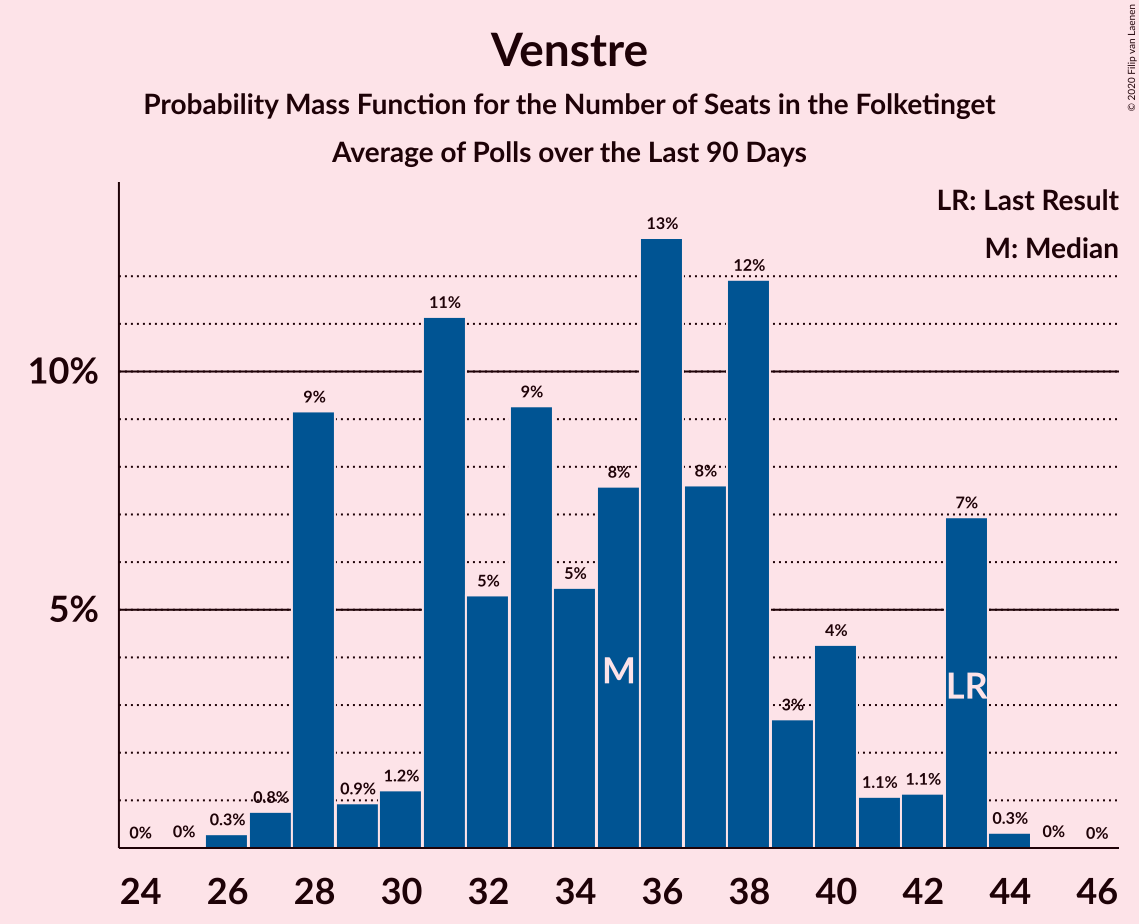 © 2020 Filip van Laenen
Venstre
Probability Mass Function for the Number of Seats in the Folketinget
Average of Polls over the Last 90 Days
LR: Last Result
M: Median
10%
5%
0%
0%
0.3%
0.8%
9%
0.9%
1.2%
11%
5%
9%
5%
8%
13%
8%
12%
3%
4%
1.1%
1.1%
7%
0.3%
0%
0%
M
LR
24 26 28 30 32 34 36 38 40 42 44 46